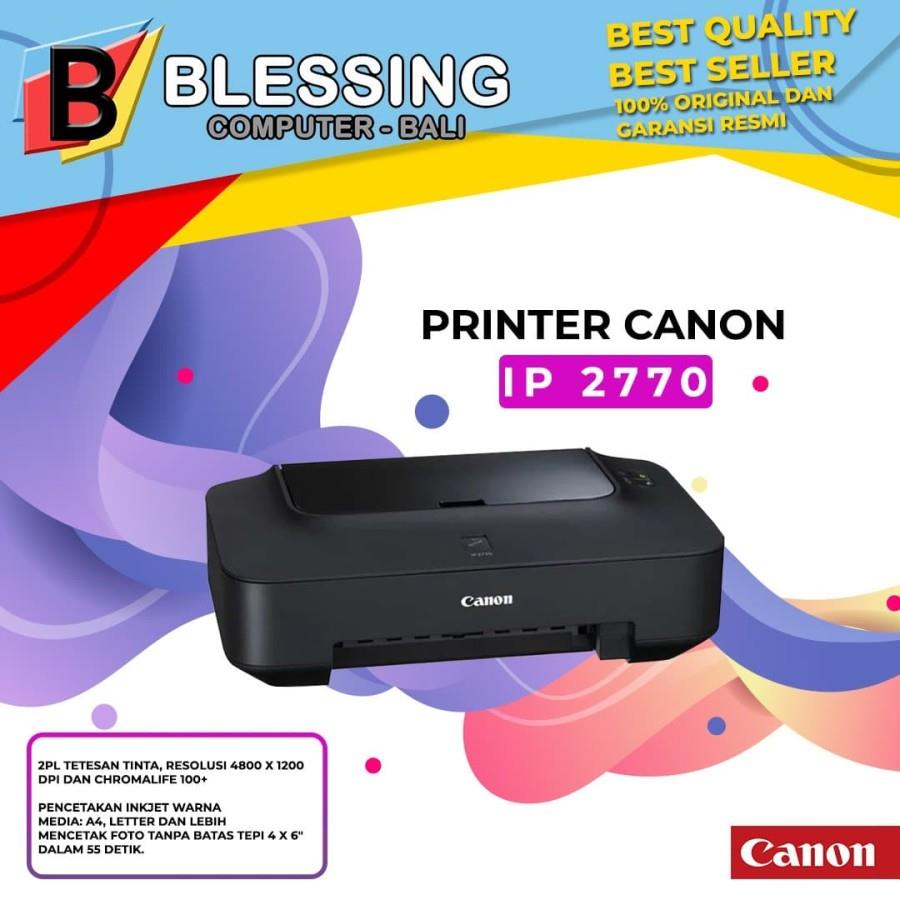 B BLESSING
COMPUTER - BALI
BEST QUALITY
BEST SELLER
100% ORIGINAL DAN
GARANSI RESMI
PRINTER CANON
IP 2770
Canon
2PL TETESAN TINTA, RESOLUSI 4800 X 1200
DPI DAN CHROMALIFE 100+
PENCETAKAN INKJET WARNA
MEDIA: A4, LETTER DAN LEBIH
MENCETAK FOTO TANPA BATAS TEPI 4 X 6"
DALAM 55 DETIK.
Canon